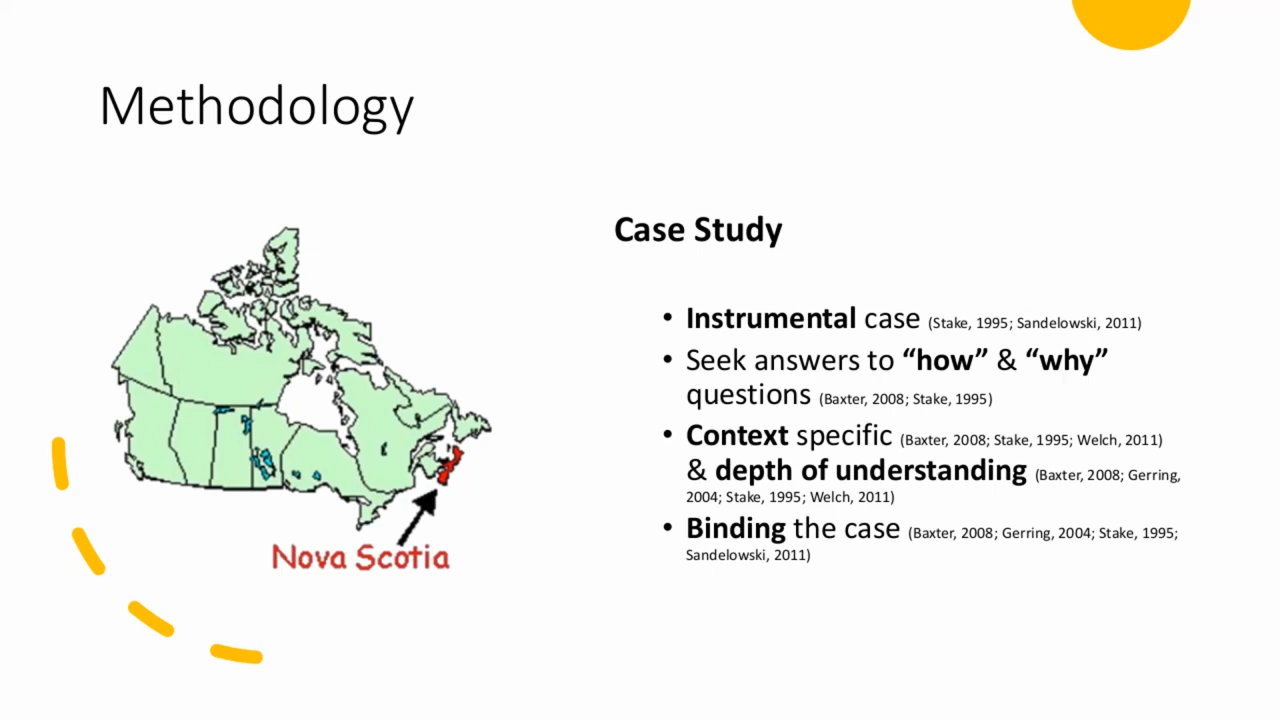 Methodology
Case Study
• Instrumental case (Stake, 1995; Sandelowski, 2011)
• Seek answers to “how” & “why”
questions (Baxter, 2008; Stake, 1995)
• Context specific (Baxter, 2008; Stake, 1995; Welch, 2011)
& depth of understanding (Baxter, 2008; Gerring,
2004; Stake, 1995; Welch, 2011)
• Binding the case (Baxter, 2008; Gerring, 2004; Stake, 1995;
Sandelowski, 2011)
Nova Scotia